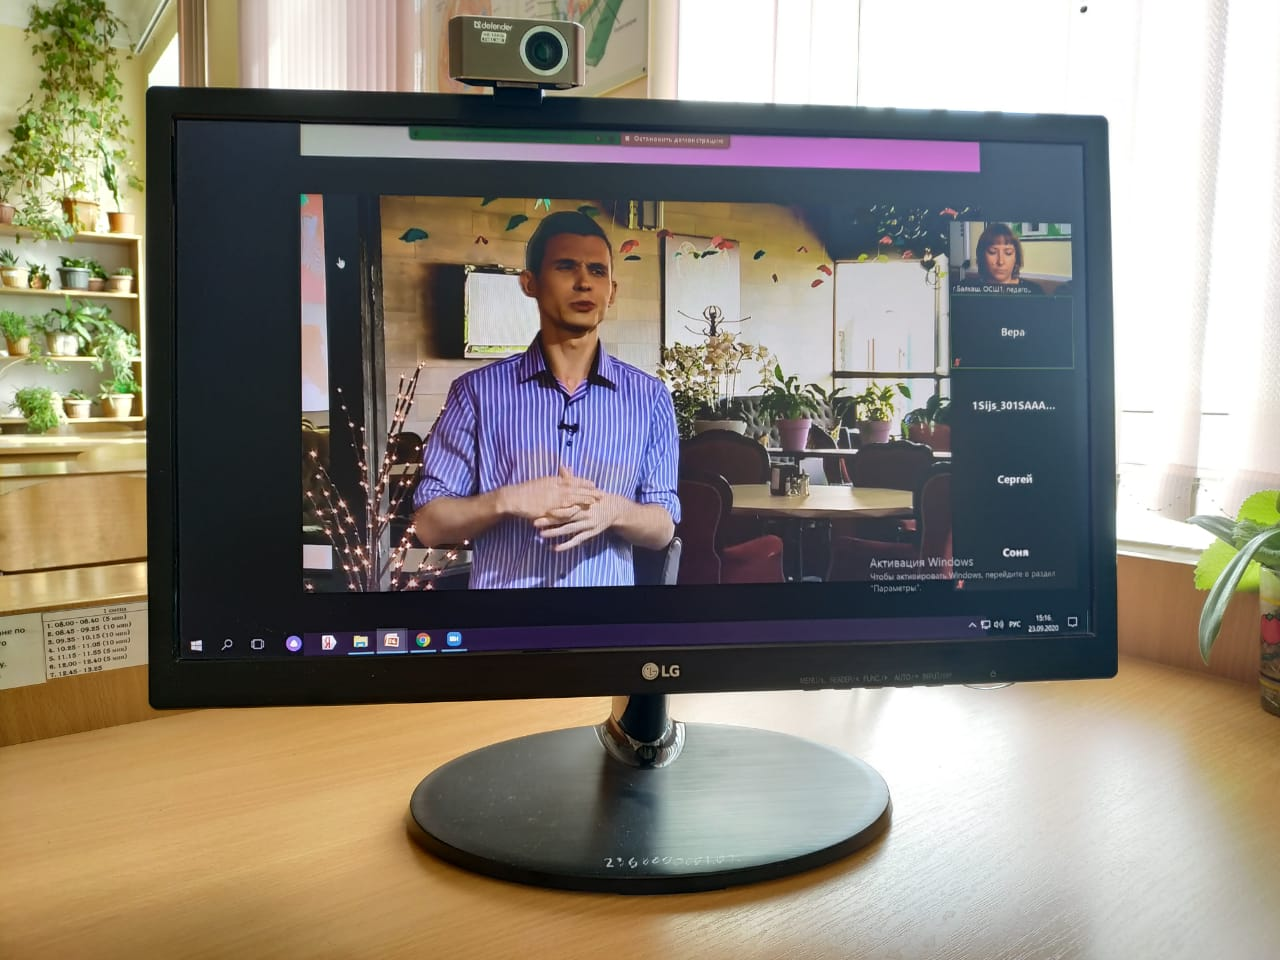 defender
Остановить демонстрацию
г.Балхаш, ОСШ1, педаго...
Вера
1Sijs_301SAAA...
Сергей
Соня
Активация Windows
Чтобы активировать Windows, перейдите в раздел
"Параметры".
РУС
15:16
23.09.2020
LG
1 смена
1. 08.00 - 08.40 (5 мин)
2. 08.45 - 09.25 (10 мин)
3. 09.35 - 10.15 (10 мин)
4. 10.25 - 11.05 (10 мин)
5. 11.15 - 11.55 (5 мин)
6. 12.00 - 12.40 (5 мин)
7. 12.45 - 13.25